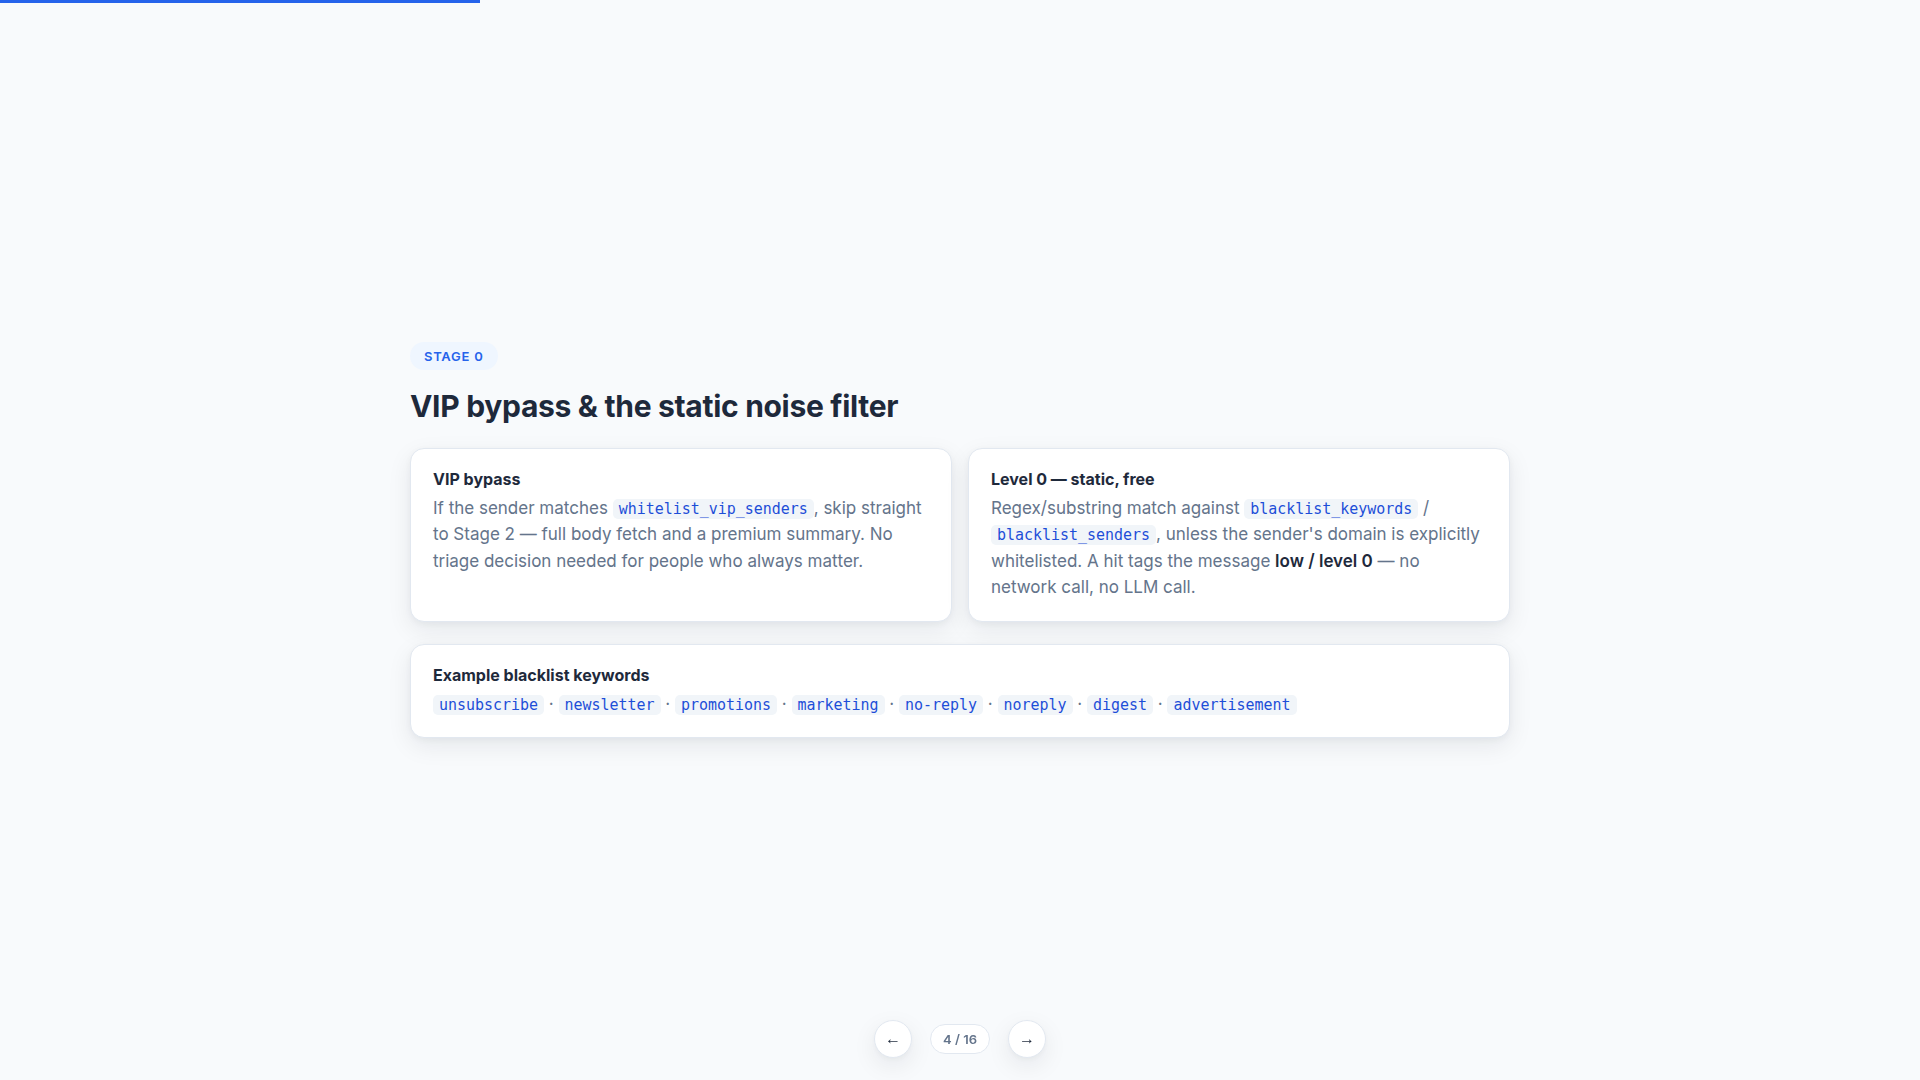 STAGE 0
VIP bypass & the static noise filter
VIP bypass
If the sender matches whitelist_vip_senders, skip straight
to Stage 2 — full body fetch and a premium summary. No
triage decision needed for people who always matter.
Level 0 — static, free
Regex/substring match against blacklist_keywords /
blacklist_senders, unless the sender's domain is explicitly
whitelisted. A hit tags the message low / level 0 — no
network call, no LLM call.
Example blacklist keywords
unsubscribe · newsletter · promotions · marketing · no-reply · noreply · digest · advertisement
← 4 / 16 →